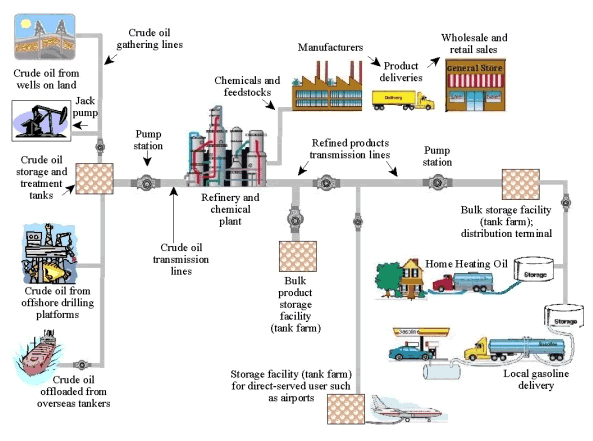 Crude oil
gathering lines
Crude oil from
wells on land
Jack
pump
Crude oil
storage and
treatment
tanks
Pump
station
Crude oil
transmission
lines
Crude oil from
offshore drilling
platforms
Crude oil
offloaded from
overseas tankers
Manufacturers
Product
deliveries
Delivery
Wholesale and
retail sales
General Store
Chemicals and
feedstocks
Refinery and
chemical
plant
Refined products
transmission lines
Pump
station
Bulk storage facility
(tank farm);
distribution terminal
Bulk
product
storage
facility
(tank farm)
Home Heating Oil
Storage
Storage
Gasoline
Local gasoline
delivery
Storage facility (tank farm)
for direct-served user such
as airports